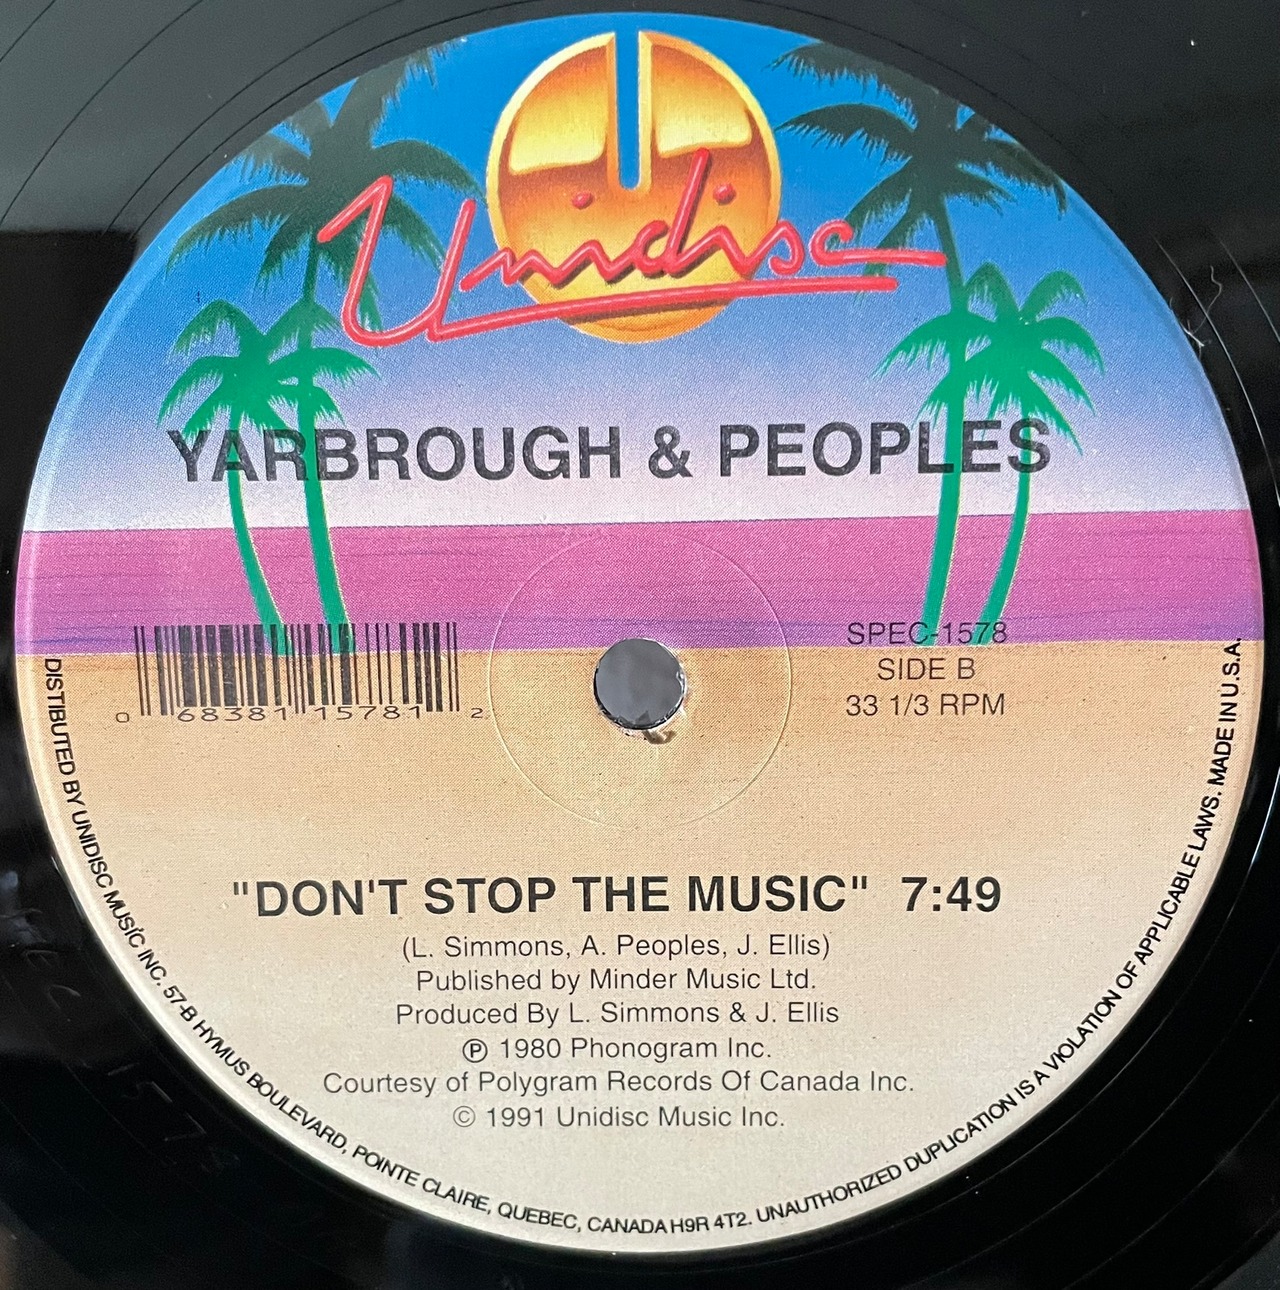 Unidisc
YARBROUGH & PEOPLES
SPEC-1578
SIDE B
33 1/3 RPM
0 68381 15781 2
"DON'T STOP THE MUSIC" 7:49
(L. Simmons, A. Peoples, J. Ellis)
Published by Minder Music Ltd.
Produced By L. Simmons & J. Ellis
℗ 1980 Phonogram Inc.
Courtesy of Polygram Records Of Canada Inc.
© 1991 Unidisc Music Inc.
DISTIBUTED BY UNIDISC MUSIC INC. 57-B HYMUS BOULEVARD, POINTE CLAIRE, QUEBEC, CANADA H9R 4T2. UNAUTHORIZED DUPLICATION IS A VIOLATION OF APPLICABLE LAWS. MADE IN U.S.A.